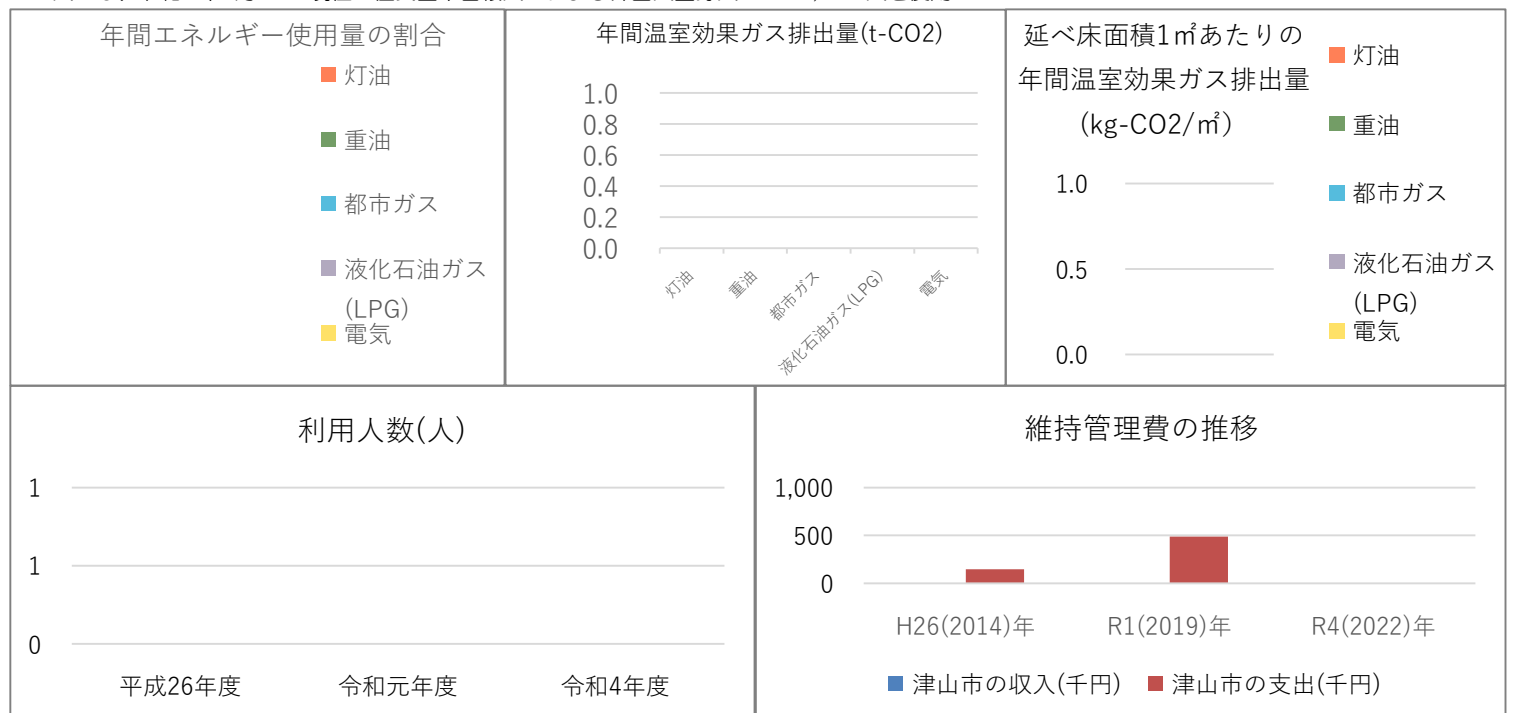 年間エネルギー使用量の割合
灯油
重油
都市ガス
液化石油ガス
(LPG)
電気
年間温室効果ガス排出量(t-CO2)
1.0
0.8
0.6
0.4
0.2
0.0
灯油
重油
都市ガス
液化石油ガス(LPG)
電気
延べ床面積1㎡あたりの
年間温室効果ガス排出量
(kg-CO2/㎡)
1.0
0.5
0.0
灯油
重油
都市ガス
液化石油ガス
(LPG)
電気
利用人数(人)
1
1
0
平成26年度
令和元年度
令和4年度
維持管理費の推移
1,000
500
0
H26(2014)年
R1(2019)年
R4(2022)年
津山市の収入(千円)
津山市の支出(千円)